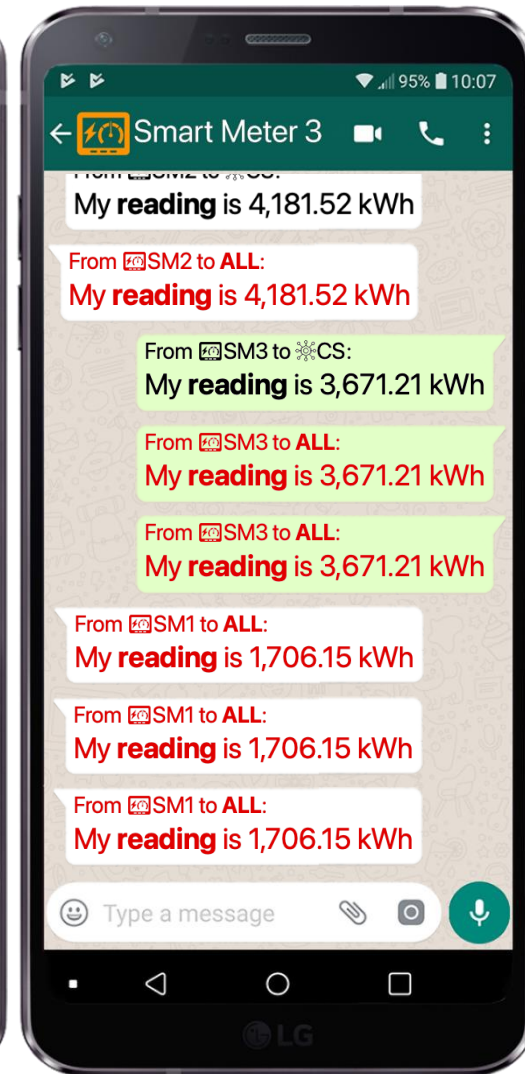 95% 10:07
Smart Meter 3
From SM2 to CS:
My reading is 4,181.52 kWh
From SM2 to ALL:
My reading is 4,181.52 kWh
From SM3 to CS:
My reading is 3,671.21 kWh
From SM3 to ALL:
My reading is 3,671.21 kWh
From SM3 to ALL:
My reading is 3,671.21 kWh
From SM1 to ALL:
My reading is 1,706.15 kWh
From SM1 to ALL:
My reading is 1,706.15 kWh
From SM1 to ALL:
My reading is 1,706.15 kWh
Type a message
LG